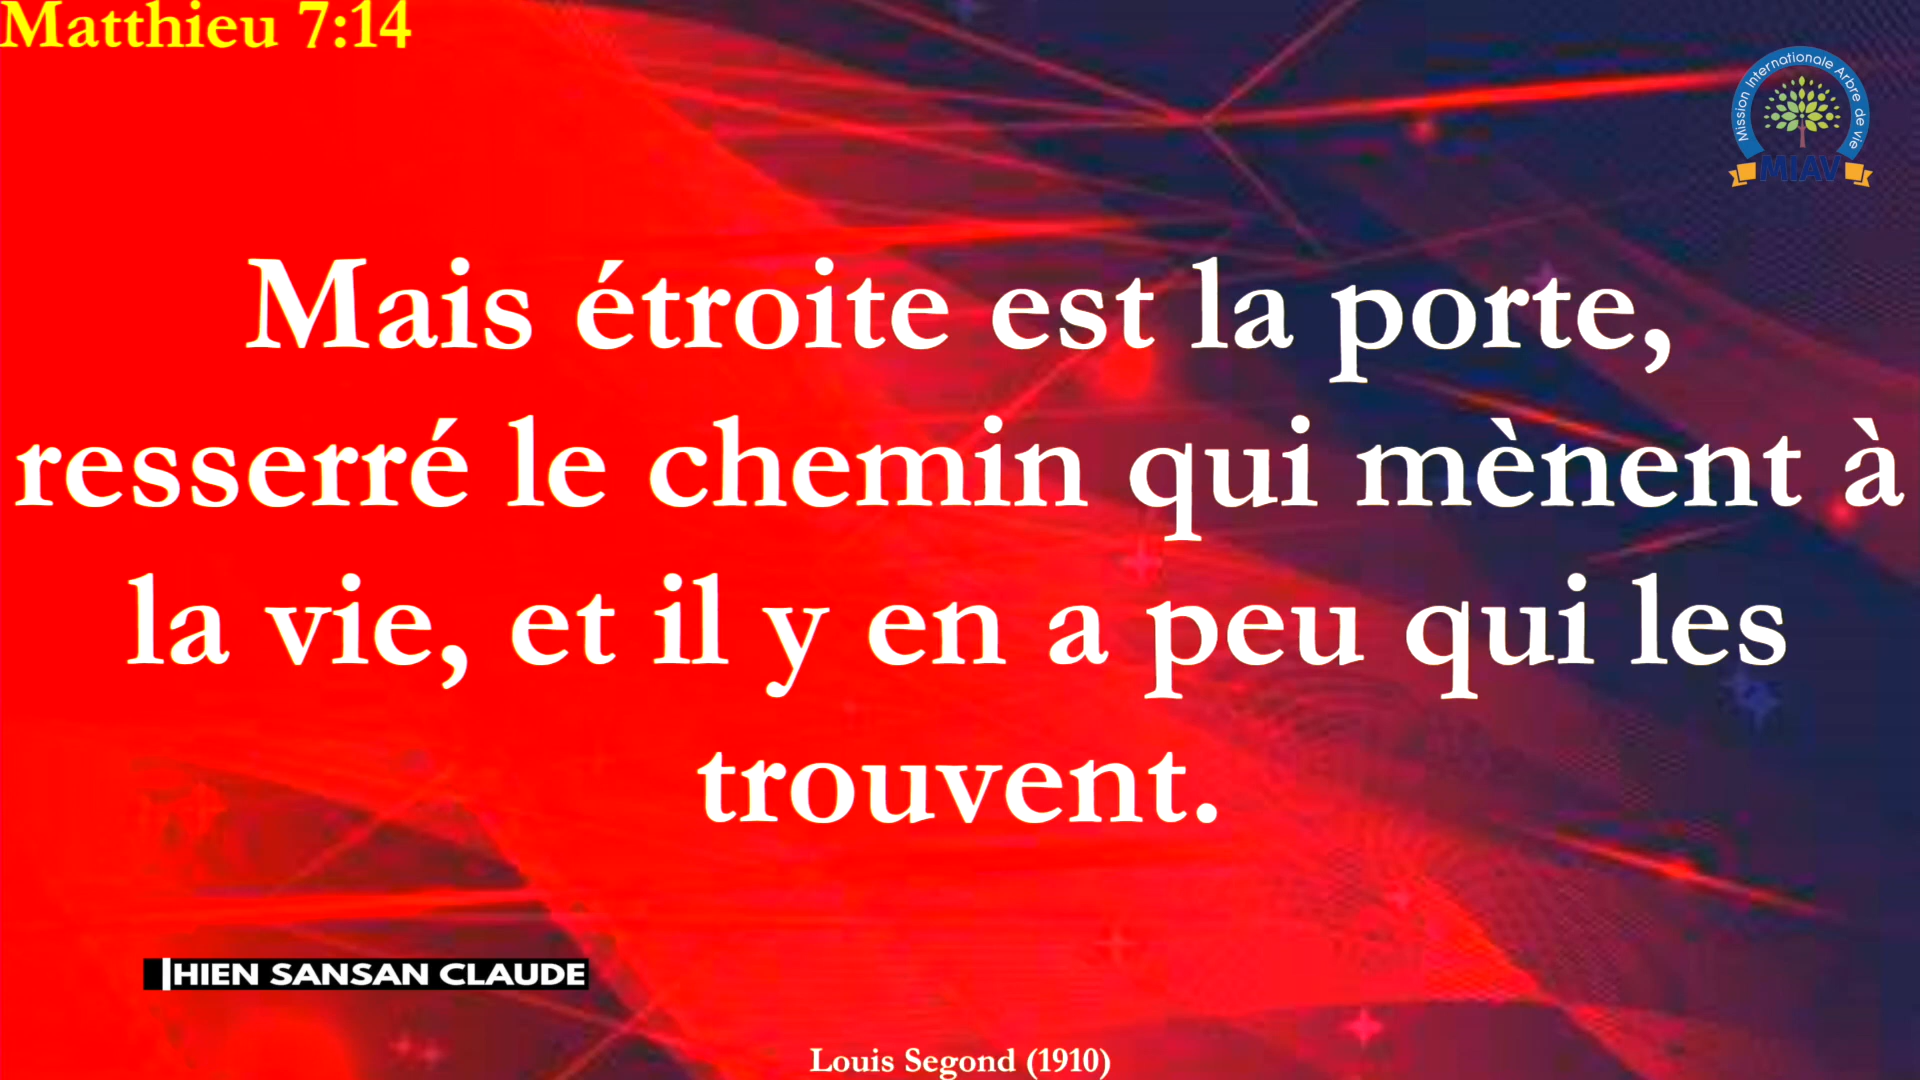 Matthieu 7:14
Mission Internationale Arbre de vie
MIAV
Mais étroite est la porte,
resserré le chemin qui mènent à
la vie, et il y en a peu qui les
trouvent.
HIEN SANSAN CLAUDE
Louis Segond (1910)